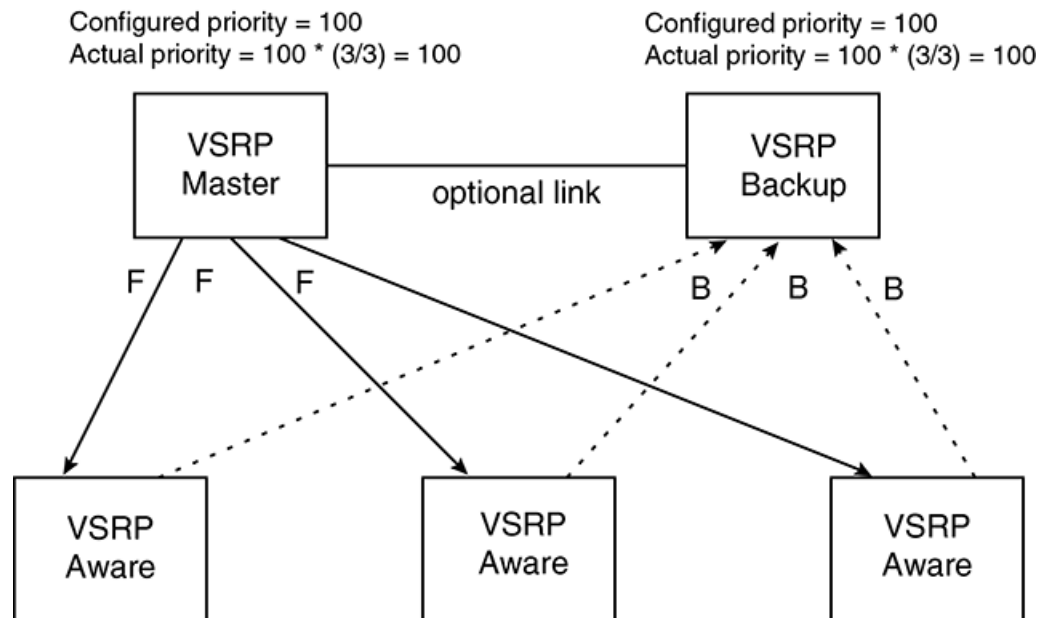 Configured priority = 100
Actual priority = 100 * (3/3) = 100
Configured priority = 100
Actual priority = 100 * (3/3) = 100
VSRP
Master
optional link
VSRP
Backup
F
F
F
B
B
B
VSRP
Aware
VSRP
Aware
VSRP
Aware